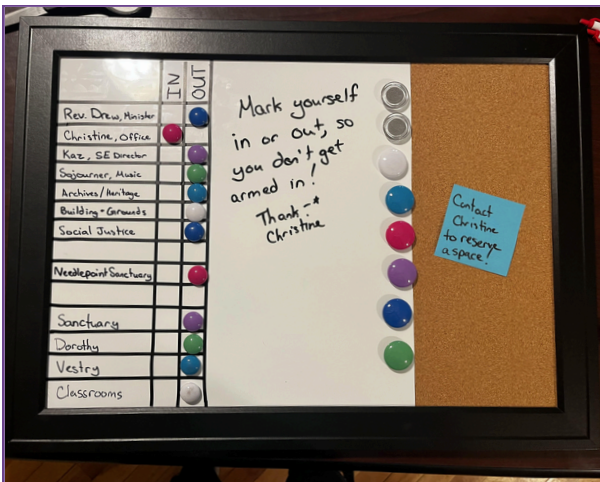 IN OUT
Rev. Drew, Minister
Christine, Office
Kaz, SE Director
Sojourner, Music
Archives/Heritage
Building + Grounds
Social Justice
Needlepoint Sanctuary
Sanctuary
Dorothy
Vestry
Classrooms
Mark yourself
in or out, so
you don't get
armed in!
Christine
Contact
Christine
to reserve
a space!